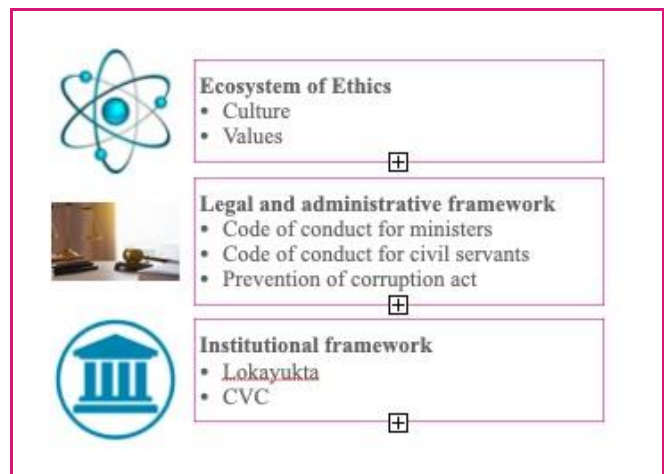 Ecosystem of Ethics
• Culture
• Values
Legal and administrative framework
• Code of conduct for ministers
• Code of conduct for civil servants
• Prevention of corruption act
Institutional framework
• Lokayukta
• CVC